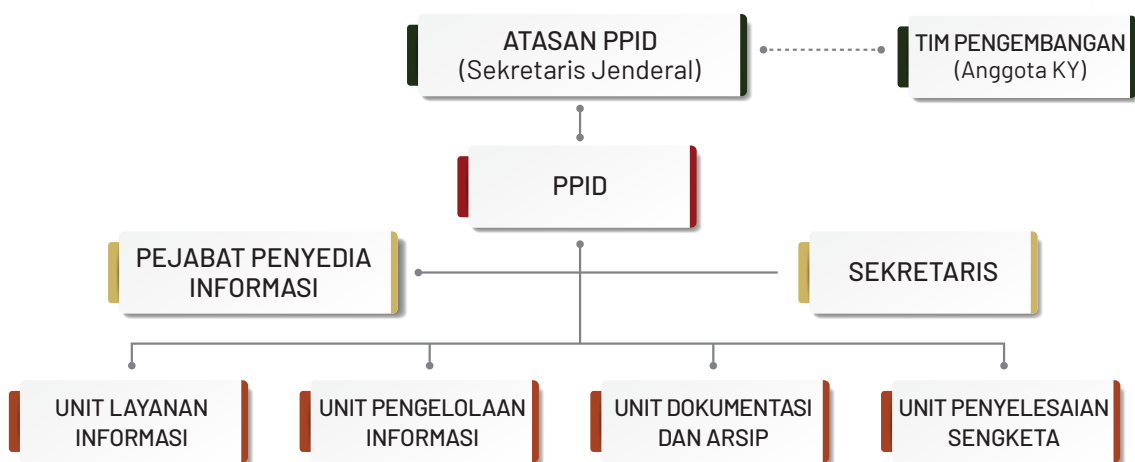 ATASAN PPID
(Sekretaris Jenderal)
TIM PENGEMBANGAN
(Anggota KY)
PPID
PEJABAT PENYEDIA
INFORMASI
SEKRETARIS
UNIT LAYANAN
INFORMASI
UNIT PENGELOLAAN
INFORMASI
UNIT DOKUMENTASI
DAN ARSIP
UNIT PENYELESAIAN
SENGKETA